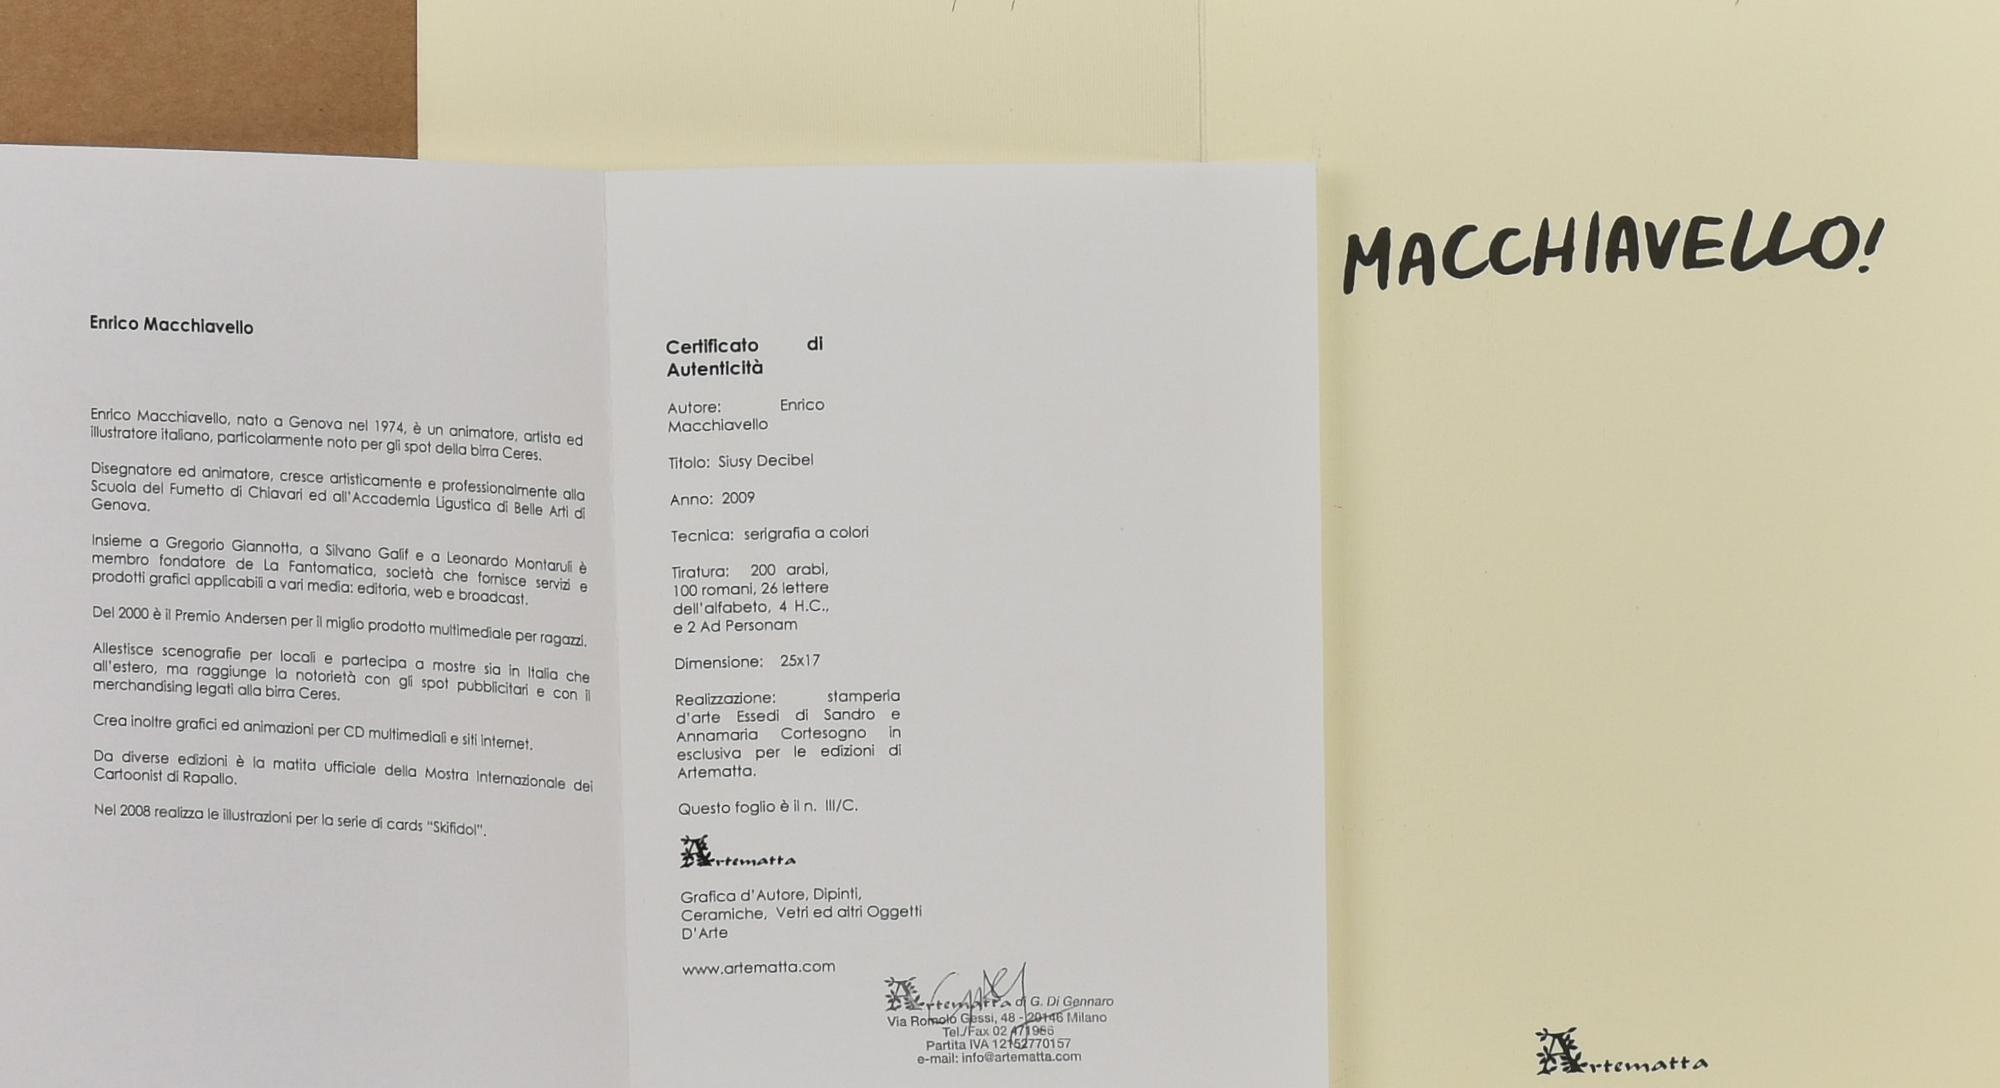 Enrico Macchiavello
Enrico Macchiavello, nato a Genova nel 1974, è un animatore, artista ed
illustratore italiano, particolarmente noto per gli spot della birra Ceres.
Disegnatore ed animatore, cresce artisticamente e professionalmente alla
Scuola del Fumetto di Chiavari ed all'Accademia Ligustica di Belle Arti di
Genova.
Insieme a Gregorio Giannotta, a Silvano Galif e a Leonardo Montaruli è
membro fondatore de La Fantomatica, società che fornisce servizi e
prodotti grafici applicabili a vari media: editoria, web e broadcast.
Del 2000 è il Premio Andersen per il miglio prodotto multimediale per ragazzi.
Allestisce scenografie per locali e partecipa a mostre sia in Italia che
all'estero, ma raggiunge la notorietà con gli spot pubblicitari e con il
merchandising legati alla birra Ceres.
Crea inoltre grafici ed animazioni per CD multimediali e siti internet.
Da diverse edizioni è la matita ufficiale della Mostra Internazionale dei
Cartoonist di Rapallo.
Nel 2008 realizza le illustrazioni per la serie di cards "Skifidol".
Certificato di
Autenticità
Autore: Enrico
Macchiavello
Titolo: Siusy Decibel
Anno: 2009
Tecnica: serigrafia a colori
Tiratura: 200 arabi,
100 romani, 26 lettere
dell'alfabeto, 4 H.C.,
e 2 Ad Personam
Dimensione: 25x17
Realizzazione: stamperia
d'arte Essedi di Sandro e
Annamaria Cortesogno in
esclusiva per le edizioni di
Artematta.
Questo foglio è il n. III/C.
Artematta
Grafica d'Autore, Dipinti,
Ceramiche, Vetri ed altri Oggetti
D'Arte
www.artematta.com
Artematta di G. Di Gennaro
Via Romolo Gessi, 48 - 20146 Milano
Tel./Fax 02 471986
Partita IVA 12152770157
e-mail: info@artematta.com
MACCHIAVELLO!
Artematta